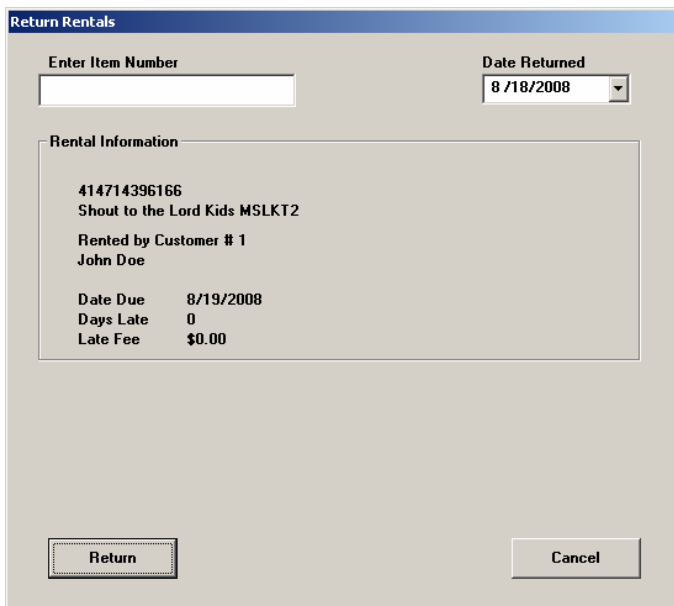 Return Rentals
Enter Item Number
Date Returned
8 /18/2008
Rental Information
414714396166
Shout to the Lord Kids MSLKT2
Rented by Customer # 1
John Doe
Date Due 8/19/2008
Days Late 0
Late Fee $0.00
Return
Cancel